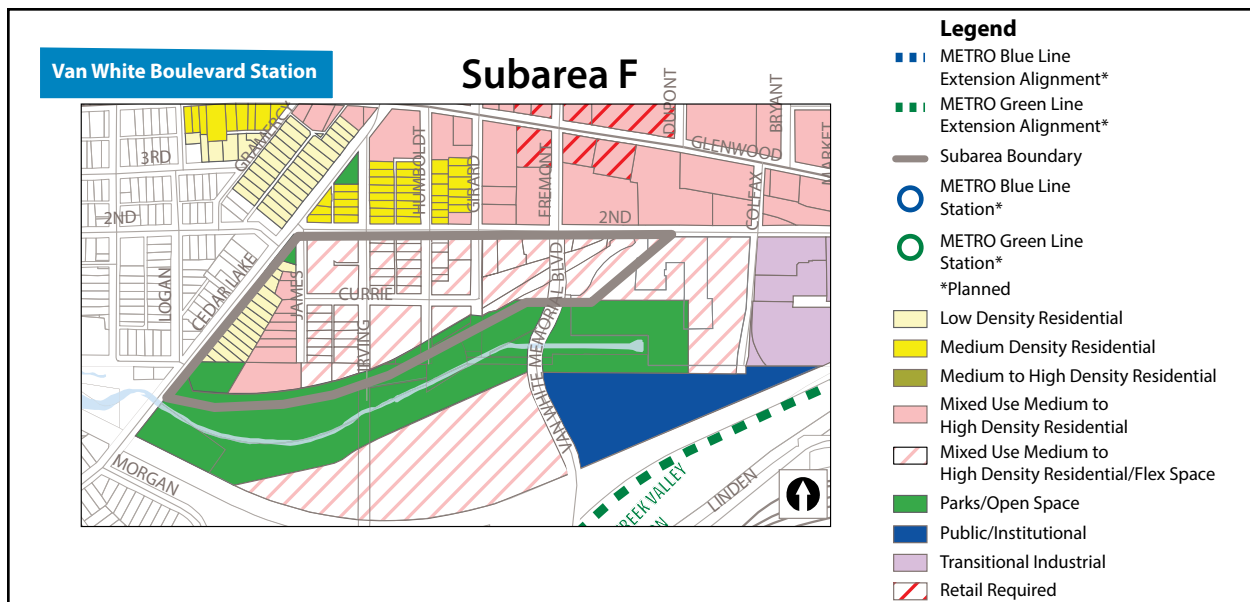 Van White Boulevard Station
Subarea F
GRAMERCY
3RD
2ND
LOGAN
CEDAR LAKE
JAMES
CURRIE
IRVING
HUMBOLDT
GIRARD
FREMONT
2ND
DUPONT
GLENWOOD
BRYANT
MARKET
COLFAX
VAN WHITE MEMORIAL BLVD
MORGAN
LINDEN
Legend
METRO Blue Line
Extension Alignment*
METRO Green Line
Extension Alignment*
Subarea Boundary
METRO Blue Line
Station*
METRO Green Line
Station*
*Planned
Low Density Residential
Medium Density Residential
Medium to High Density Residential
Mixed Use Medium to
High Density Residential
Mixed Use Medium to
High Density Residential/Flex Space
Parks/Open Space
Public/Institutional
Transitional Industrial
Retail Required